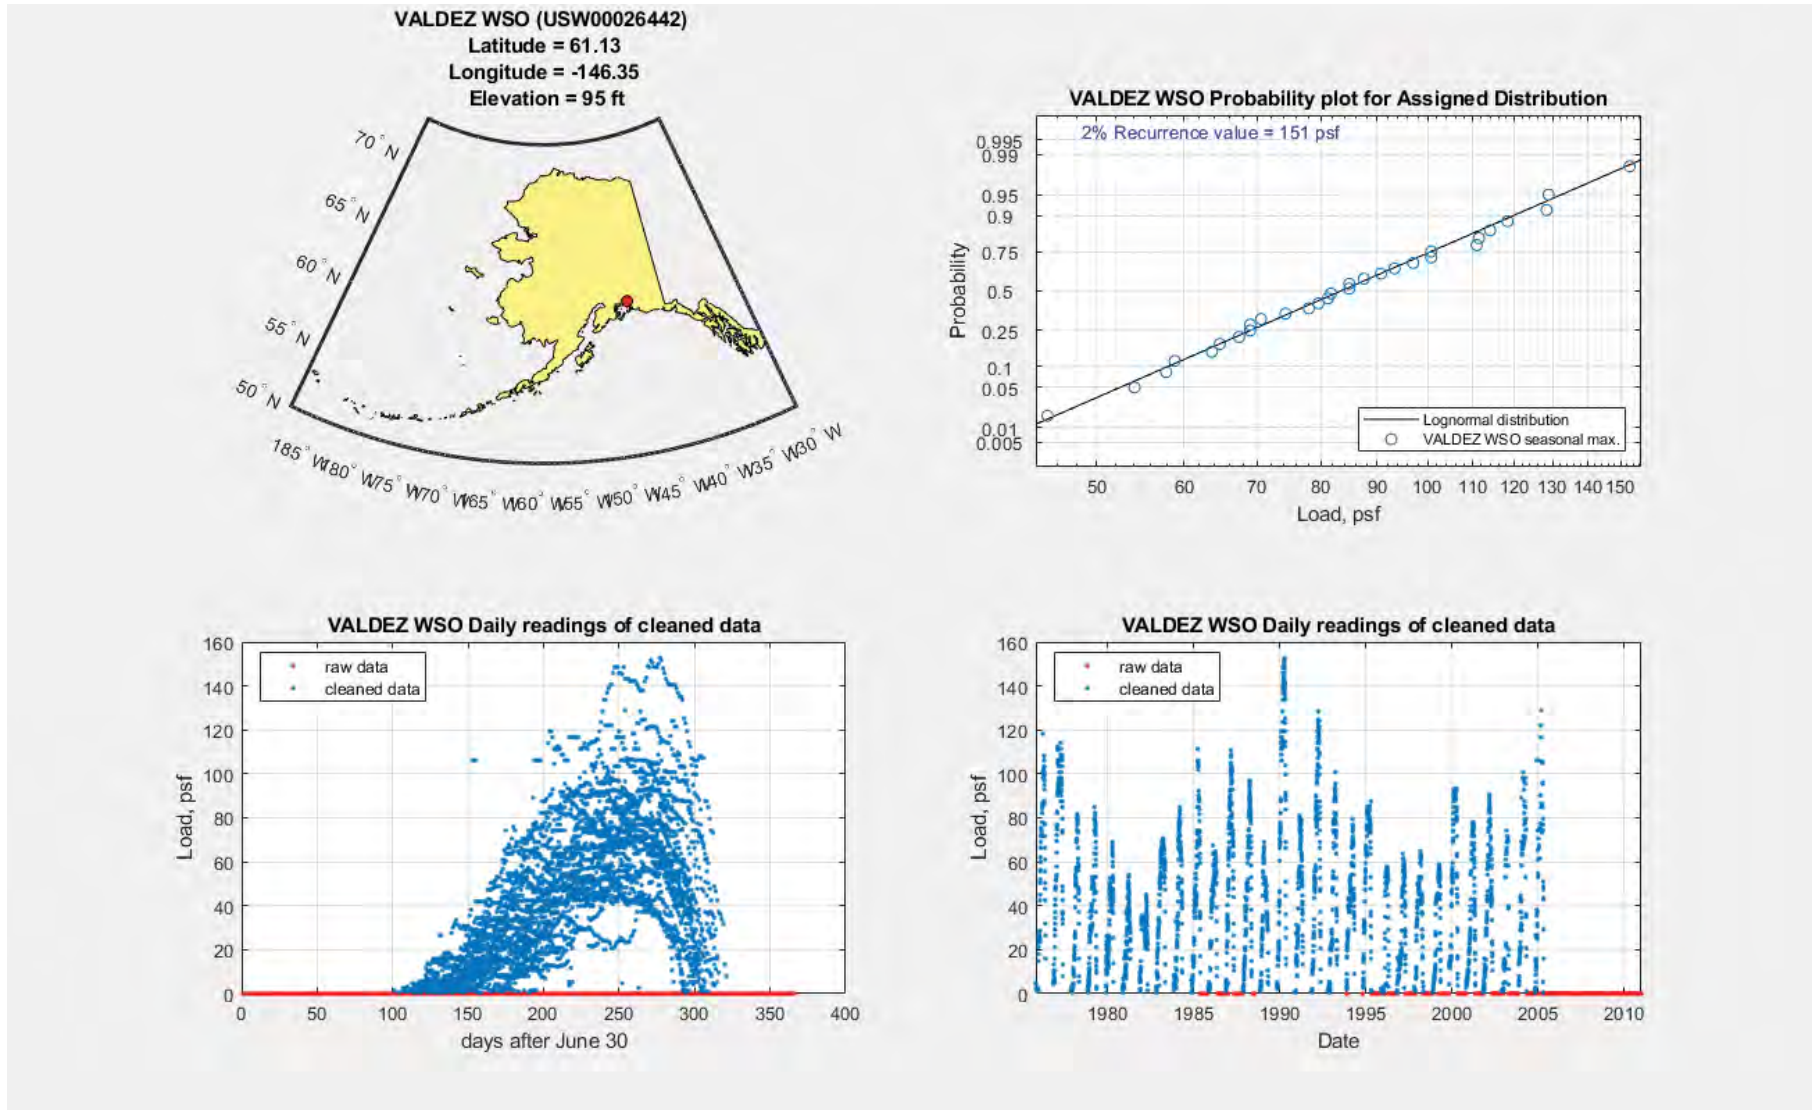 VALDEZ WSO (USW00026442)
Latitude = 61.13
Longitude = -146.35
Elevation = 95 ft
70° N
65° N
60° N
55° N
50° N
185° W
180° W
175° W
170° W
165° W
160° W
155° W
150° W
145° W
140° W
135° W
130° W
VALDEZ WSO Probability plot for Assigned Distribution
2% Recurrence value = 151 psf
0.995
0.99
0.95
0.9
0.75
0.5
0.25
0.1
0.05
0.01
0.005
Probability
Lognormal distribution
VALDEZ WSO seasonal max.
50 60 70 80 90 100 110 120 130 140 150
Load, psf
VALDEZ WSO Daily readings of cleaned data
raw data
cleaned data
160
140
120
100
80
60
40
20
0
Load, psf
0 50 100 150 200 250 300 350 400
days after June 30
VALDEZ WSO Daily readings of cleaned data
raw data
cleaned data
160
140
120
100
80
60
40
20
0
Load, psf
1980 1985 1990 1995 2000 2005 2010
Date